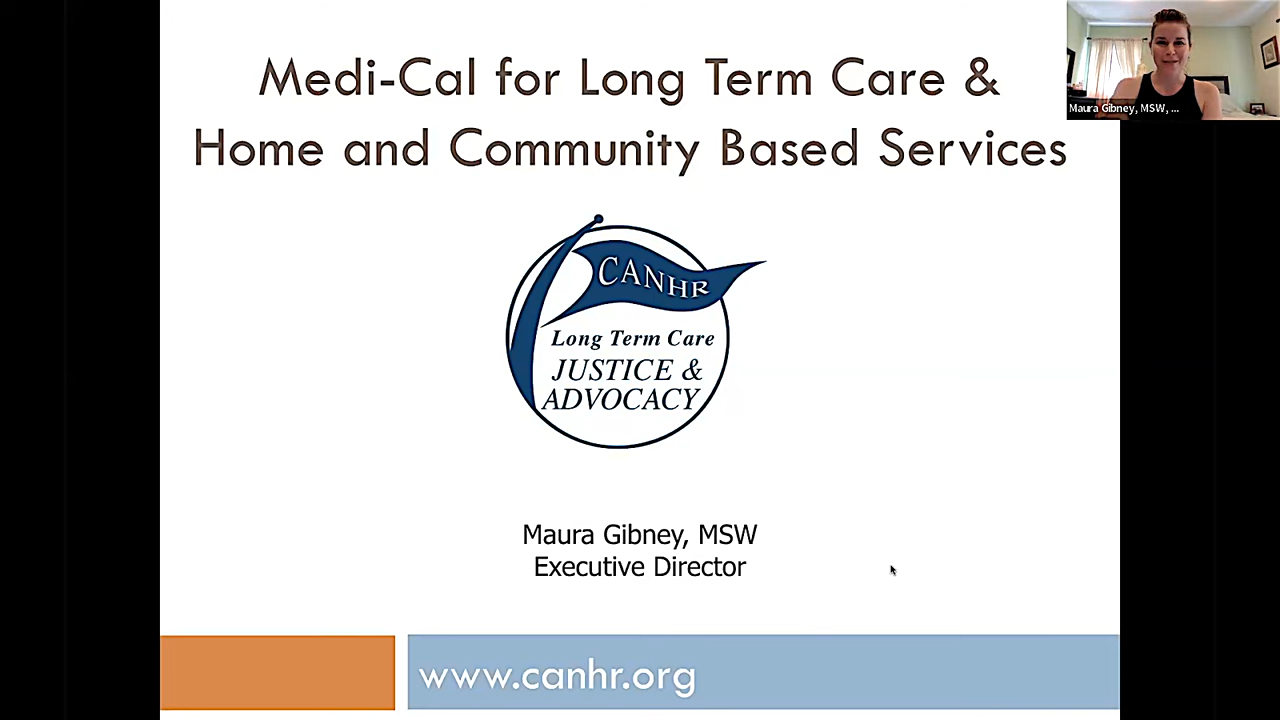 Medi-Cal for Long Term Care &
Home and Community Based Services
CANHR
Long Term Care
JUSTICE &
ADVOCACY
Maura Gibney, MSW
Executive Director
www.canhr.org
Maura Gibney, MSW, ...